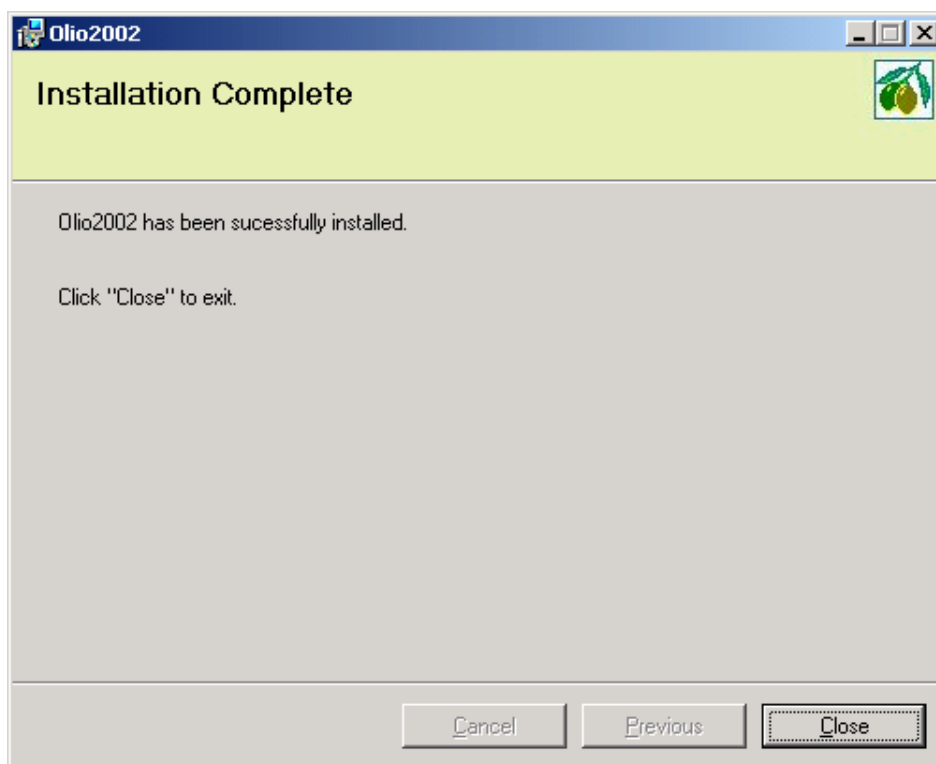 Olio2002
Installation Complete
Olio2002 has been sucessfully installed.
Click "Close" to exit.
Cancel
Previous
Close